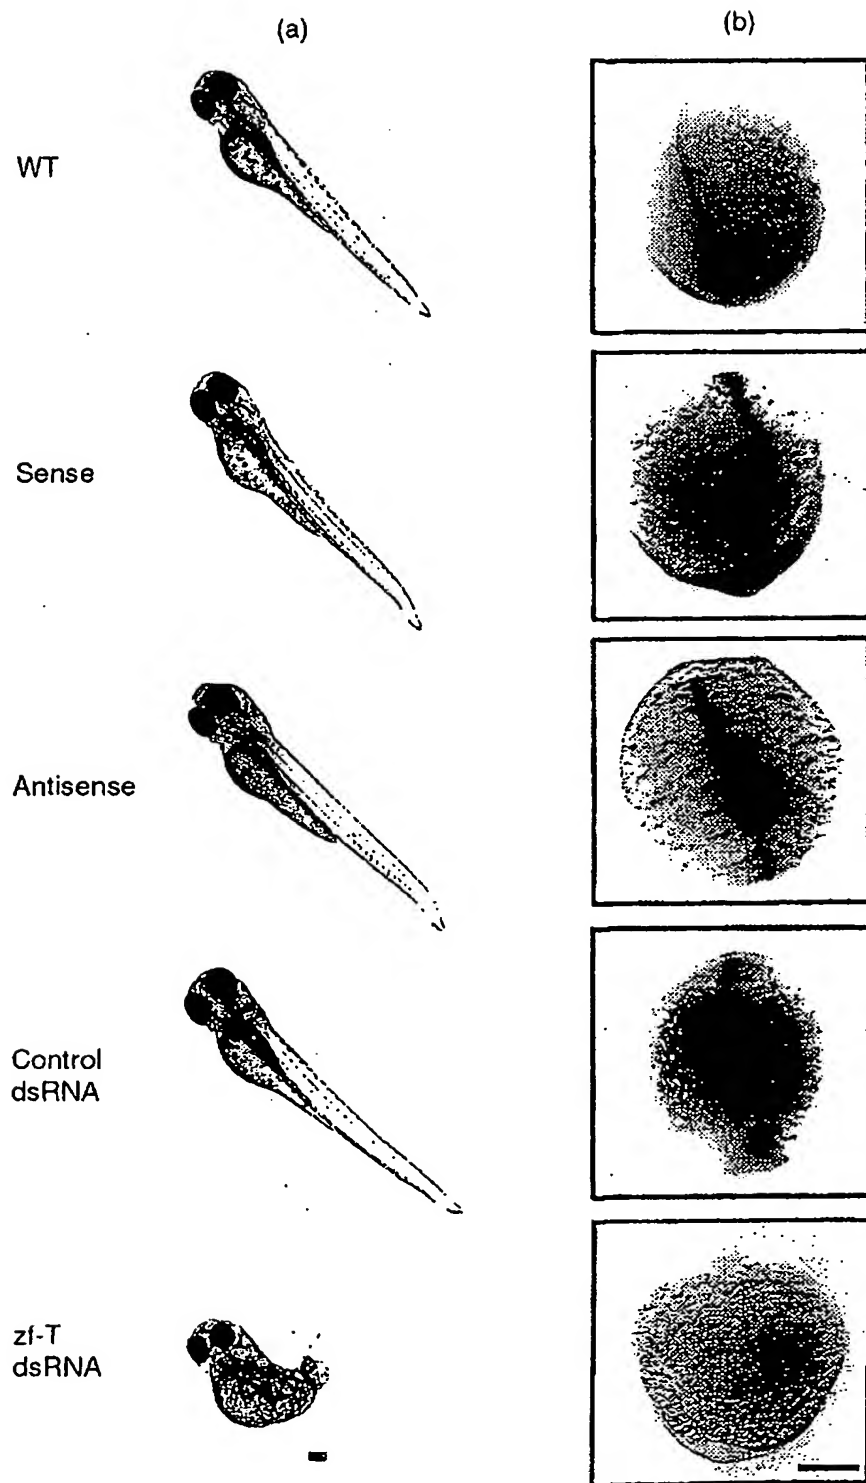 (a)
(b)
WT
Sense
Antisense
Control
dsRNA
zf-T
dsRNA